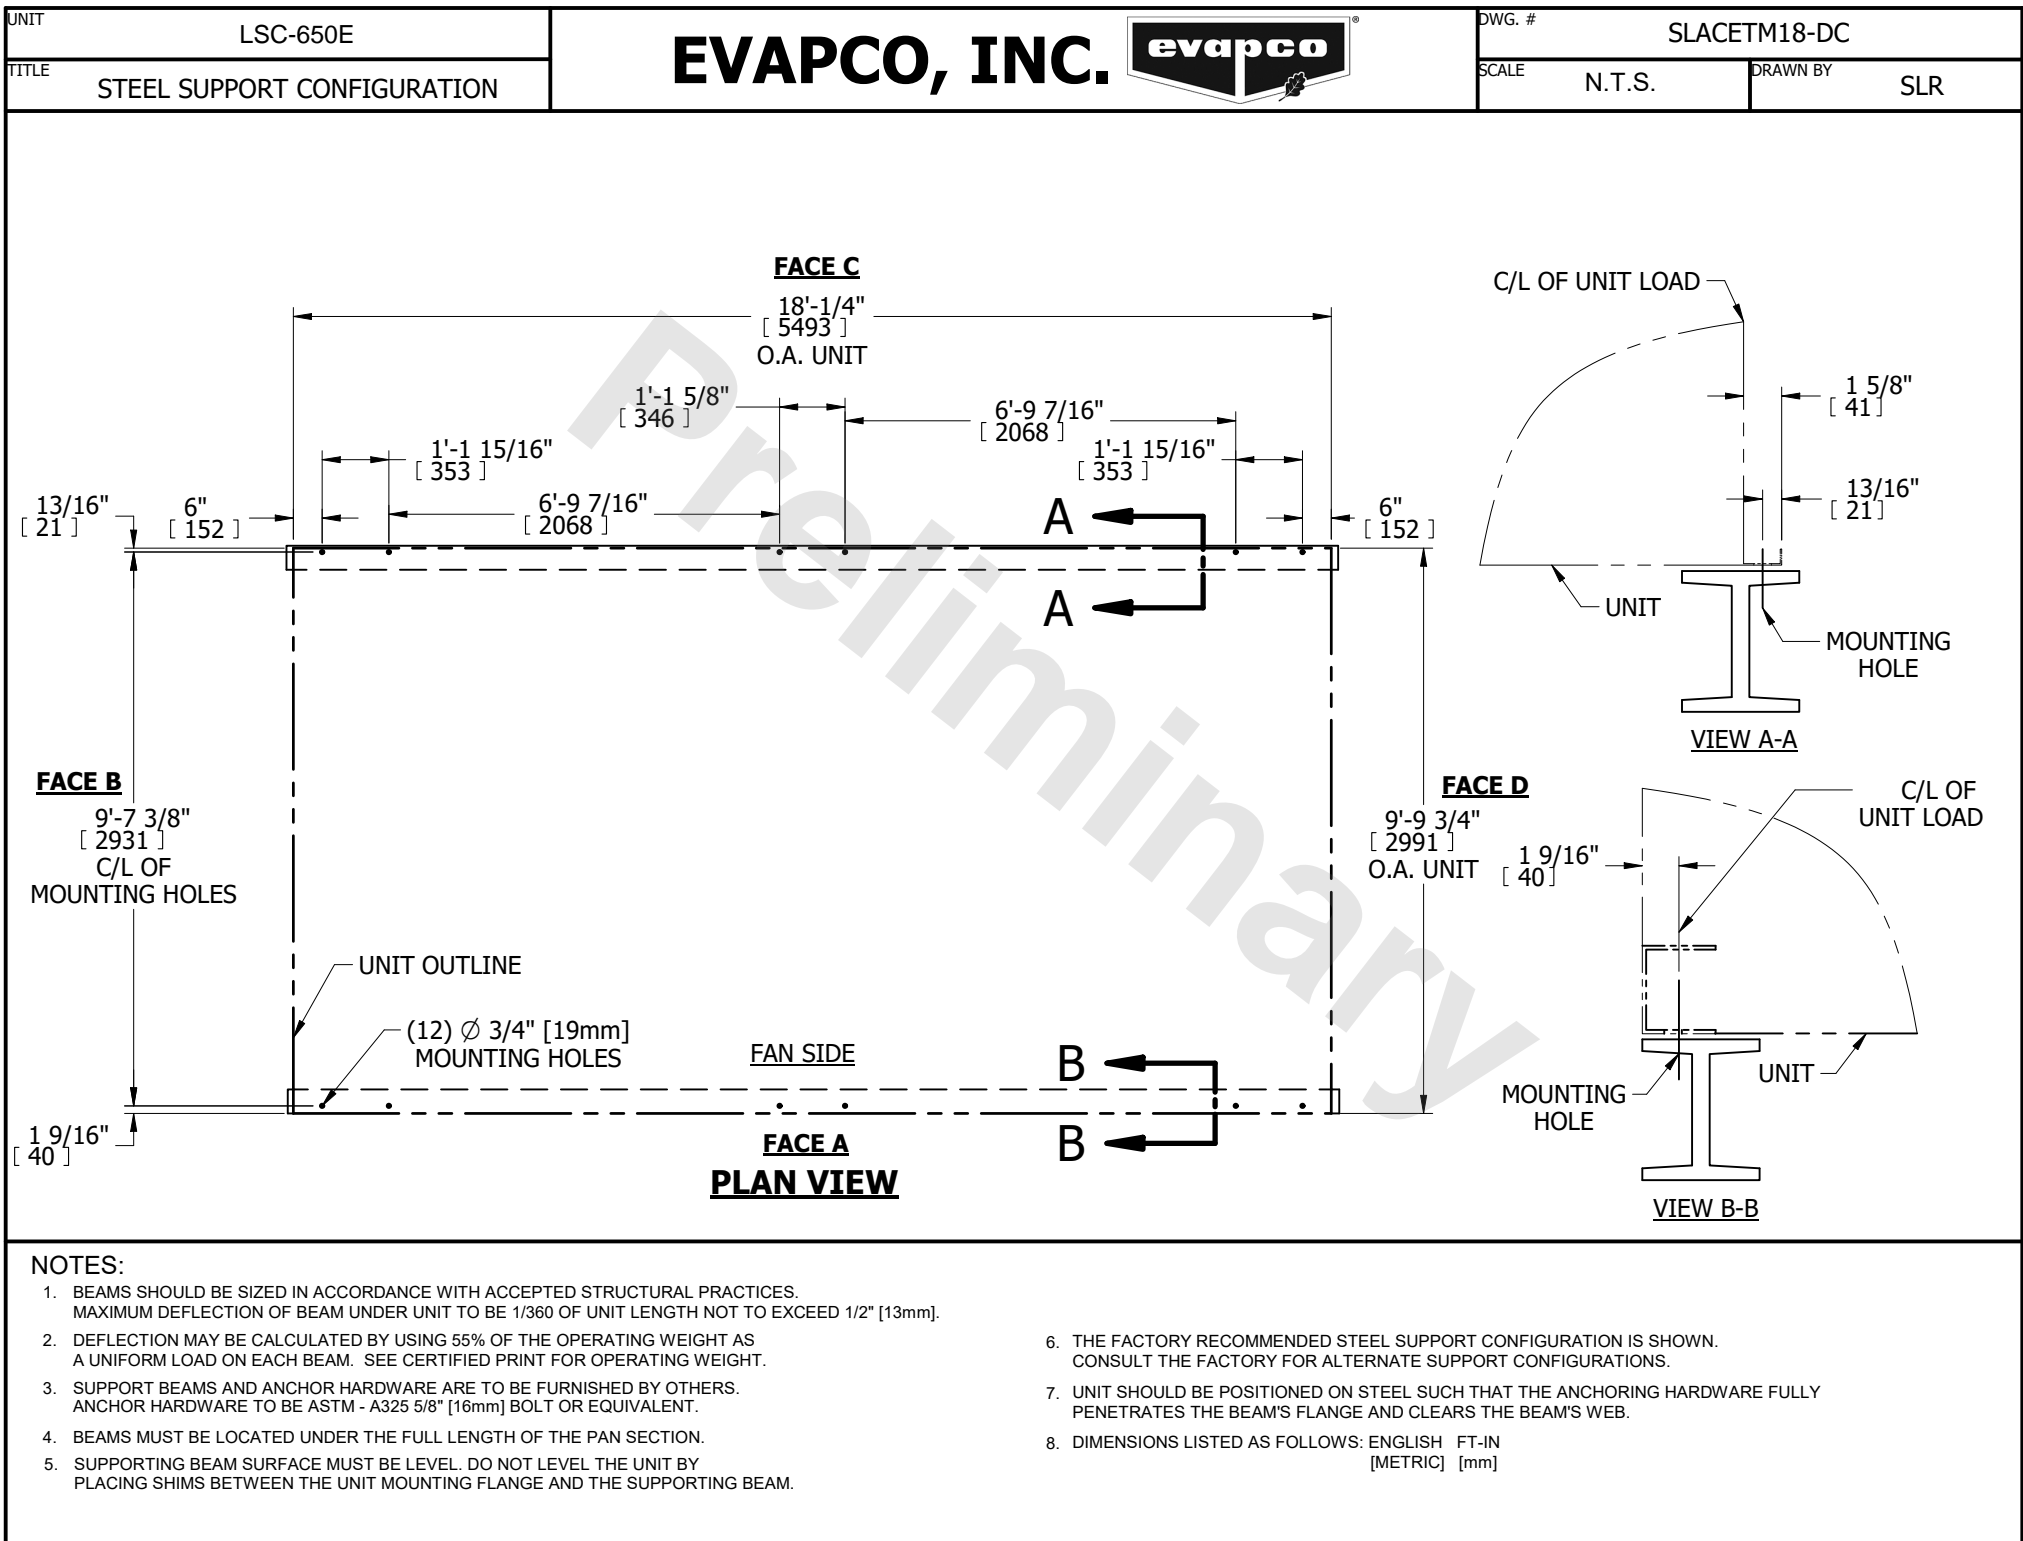 UNIT
LSC-650E
TITLE
STEEL SUPPORT CONFIGURATION
EVAPCO, INC.
evapco
®
DWG. #
SLACETM18-DC
SCALE
N.T.S.
DRAWN BY
SLR
FACE C
18'-1/4"
[ 5493 ]
O.A. UNIT
1'-1 5/8"
[ 346 ]
6'-9 7/16"
[ 2068 ]
1'-1 15/16"
[ 353 ]
1'-1 15/16"
[ 353 ]
13/16"
[ 21 ]
6"
[ 152 ]
6'-9 7/16"
[ 2068 ]
6"
[ 152 ]
A
A
FACE B
9'-7 3/8"
[ 2931 ]
C/L OF
MOUNTING HOLES
FACE D
9'-9 3/4"
[ 2991 ]
O.A. UNIT
UNIT OUTLINE
(12) Ø 3/4" [19mm]
MOUNTING HOLES
FAN SIDE
B
B
1 9/16"
[ 40 ]
FACE A
PLAN VIEW
Preliminary
C/L OF UNIT LOAD
1 5/8"
[ 41]
13/16"
[ 21]
UNIT
MOUNTING
HOLE
VIEW A-A
C/L OF
UNIT LOAD
1 9/16"
[ 40]
MOUNTING
HOLE
UNIT
VIEW B-B
NOTES:
1. BEAMS SHOULD BE SIZED IN ACCORDANCE WITH ACCEPTED STRUCTURAL PRACTICES.
MAXIMUM DEFLECTION OF BEAM UNDER UNIT TO BE 1/360 OF UNIT LENGTH NOT TO EXCEED 1/2" [13mm].
2. DEFLECTION MAY BE CALCULATED BY USING 55% OF THE OPERATING WEIGHT AS
A UNIFORM LOAD ON EACH BEAM. SEE CERTIFIED PRINT FOR OPERATING WEIGHT.
3. SUPPORT BEAMS AND ANCHOR HARDWARE ARE TO BE FURNISHED BY OTHERS.
ANCHOR HARDWARE TO BE ASTM - A325 5/8" [16mm] BOLT OR EQUIVALENT.
4. BEAMS MUST BE LOCATED UNDER THE FULL LENGTH OF THE PAN SECTION.
5. SUPPORTING BEAM SURFACE MUST BE LEVEL. DO NOT LEVEL THE UNIT BY
PLACING SHIMS BETWEEN THE UNIT MOUNTING FLANGE AND THE SUPPORTING BEAM.
6. THE FACTORY RECOMMENDED STEEL SUPPORT CONFIGURATION IS SHOWN.
CONSULT THE FACTORY FOR ALTERNATE SUPPORT CONFIGURATIONS.
7. UNIT SHOULD BE POSITIONED ON STEEL SUCH THAT THE ANCHORING HARDWARE FULLY
PENETRATES THE BEAM'S FLANGE AND CLEARS THE BEAM'S WEB.
8. DIMENSIONS LISTED AS FOLLOWS: ENGLISH FT-IN
[METRIC] [mm]